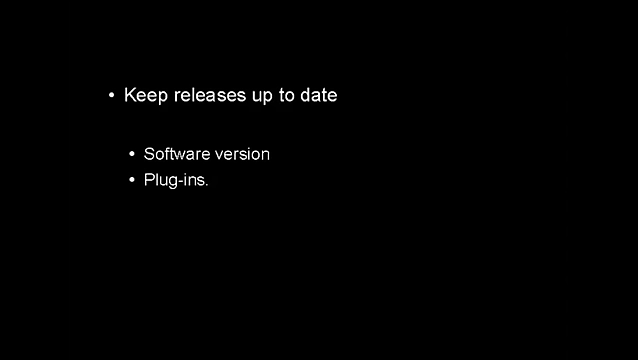 • Keep releases up to date
• Software version
• Plug-ins.